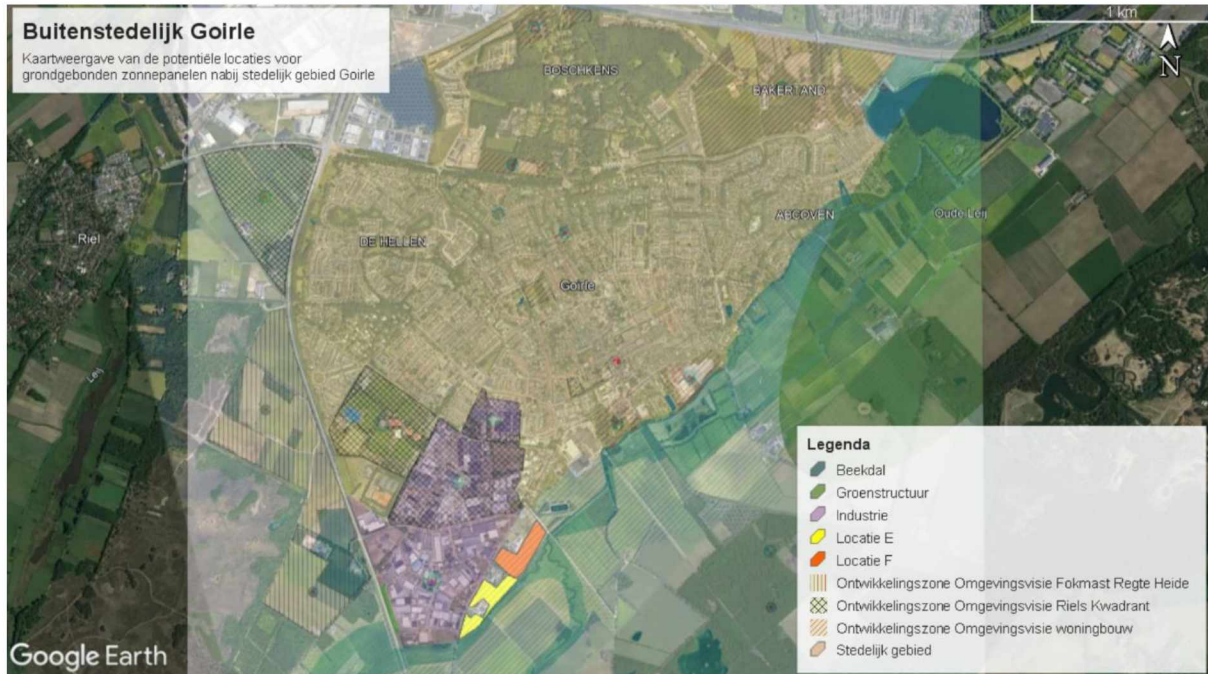 Buitenstedelijk Goirle
Kaartweergave van de potentiële locaties voor
grondgebonden zonnepanelen nabij stedelijk gebied Goirle
1 km
N
BOSCHKENS
BAKERTAND
Riel
DE HELLEN
ABCOVEN
Oude Leij
Goirle
Leij
Legenda
Beekdal
Groenstructuur
Industrie
Locatie E
Locatie F
Ontwikkelingszone Omgevingsvisie Fokmast Regte Heide
Ontwikkelingszone Omgevingsvisie Riels Kwadrant
Ontwikkelingszone Omgevingsvisie woningbouw
Stedelijk gebied
Google Earth